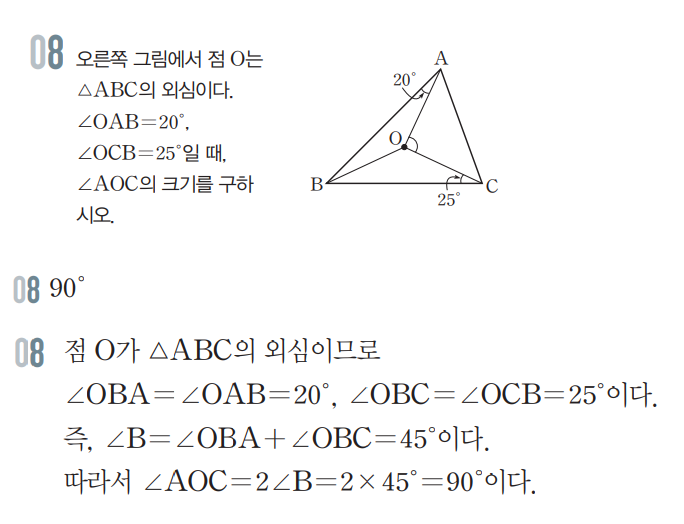 08 오른쪽 그림에서 점 O는
△ABC의 외심이다.
∠OAB=20°,
∠OCB=25°일 때,
∠AOC의 크기를 구하
시오.
A
20°
O
B
C
25°
08 90°
08 점 O가 △ABC의 외심이므로
∠OBA=∠OAB=20°, ∠OBC=∠OCB=25°이다.
즉, ∠B=∠OBA+∠OBC=45°이다.
따라서 ∠AOC=2∠B=2×45°=90°이다.